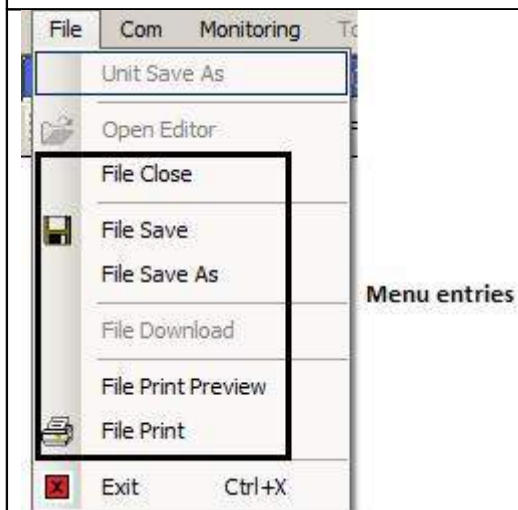 File Com Monitoring
Unit Save As
Open Editor
File Close
File Save
File Save As
Menu entries
File Download
File Print Preview
File Print
Exit Ctrl+X